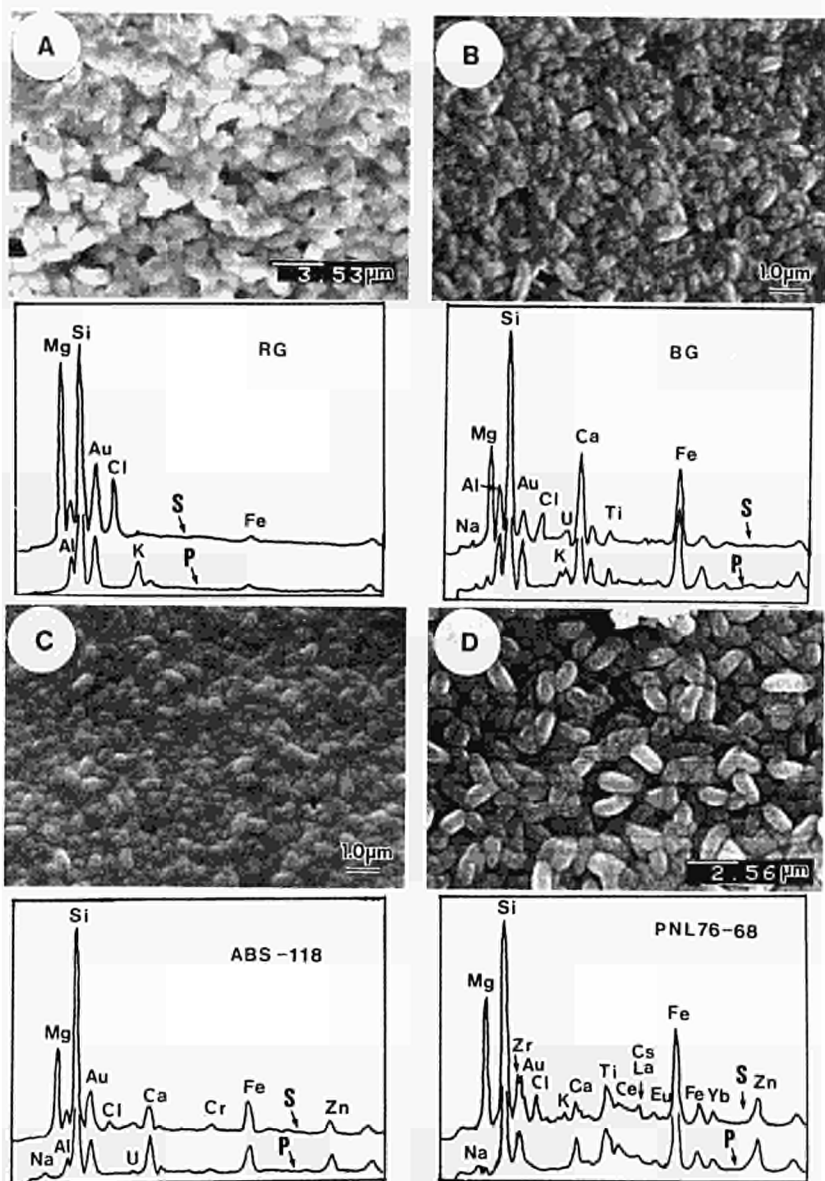 A
B
3.53µm
1.0µm
Mg
Si
RG
Au
Cl
S
Fe
Al
K
P
Si
BG
Mg
Ca
Fe
Al
Au
Cl
U
Ti
S
Na
K
P
C
D
1.0µm
2.56 µm
Si
ABS-118
Mg
Au
Cl
Ca
Cr
Fe
S
Zn
Na
Al
U
P
Si
PNL76-68
Mg
Fe
Zr
Au
Cl
K
Ca
Ti
Ce
Cs
La
Eu
Fe
Yb
S
Zn
Na
P